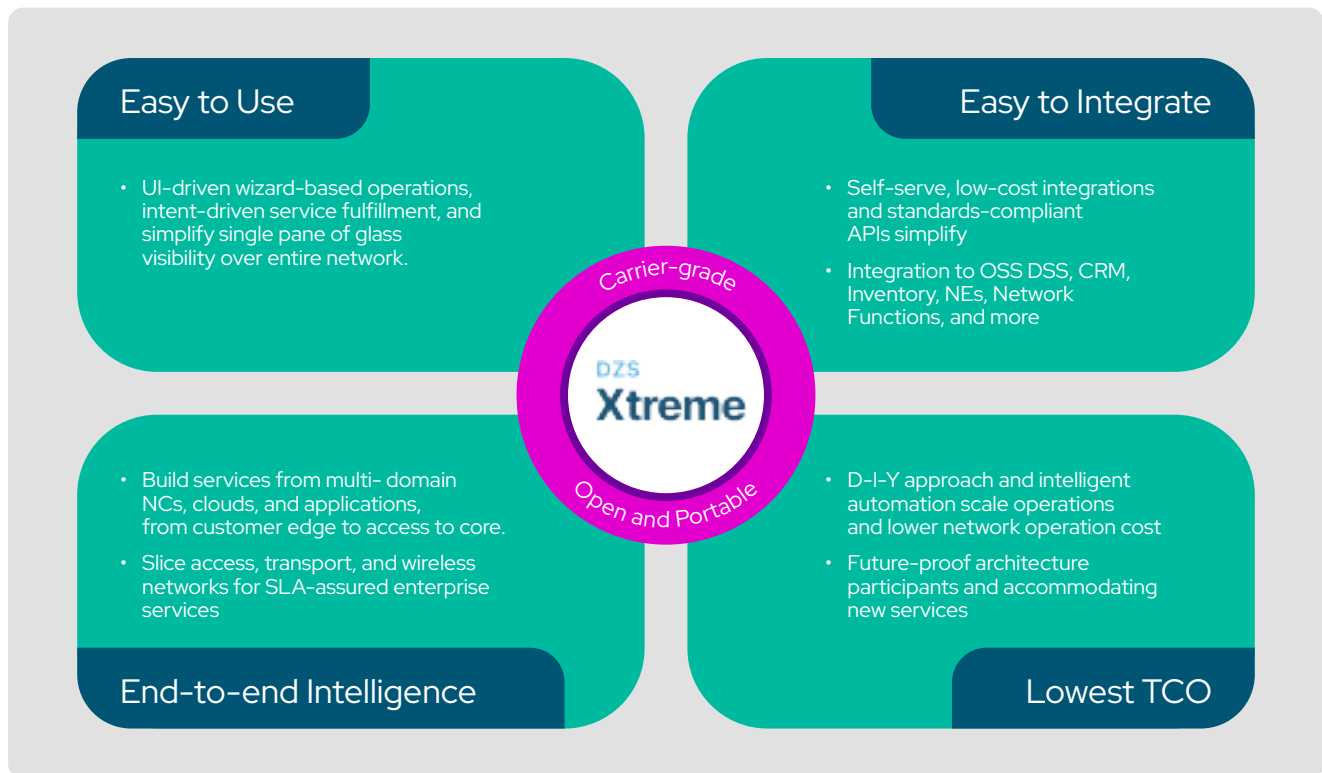 Easy to Use
• UI-driven wizard-based operations,
intent-driven service fulfillment, and
simplify single pane of glass
visibility over entire network.
Easy to Integrate
• Self-serve, low-cost integrations
and standards-compliant
APIs simplify
• Integration to OSS DSS, CRM,
Inventory, NEs, Network
Functions, and more
Carrier-grade
DZS
Xtreme
Open and Portable
• Build services from multi- domain
NCs, clouds, and applications,
from customer edge to access to core.
• Slice access, transport, and wireless
networks for SLA-assured enterprise
services
End-to-end Intelligence
• D-I-Y approach and intelligent
automation scale operations
and lower network operation cost
• Future-proof architecture
participants and accommodating
new services
Lowest TCO